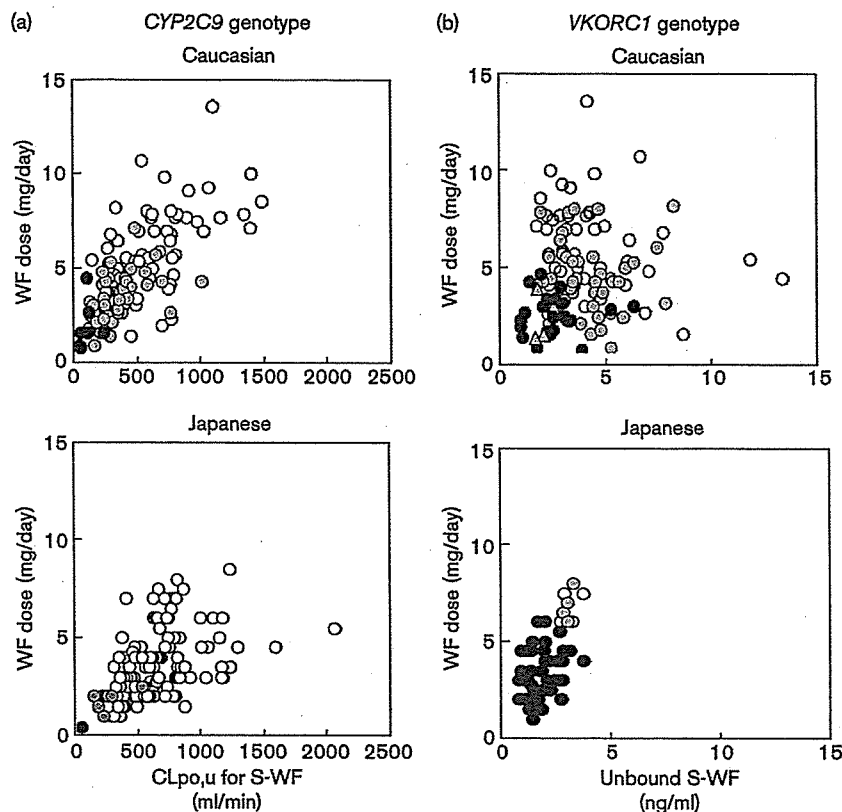 (a) CYP2C9 genotype
Caucasian
WF dose (mg/day)
15
10
5
0
0 500 1000 1500 2000 2500
Japanese
WF dose (mg/day)
15
10
5
0
0 500 1000 1500 2000 2500
CLpo,u for S-WF
(ml/min)
(b) VKORC1 genotype
Caucasian
WF dose (mg/day)
15
10
5
0
0 5 10 15
Japanese
WF dose (mg/day)
15
10
5
0
0 5 10 15
Unbound S-WF
(ng/ml)